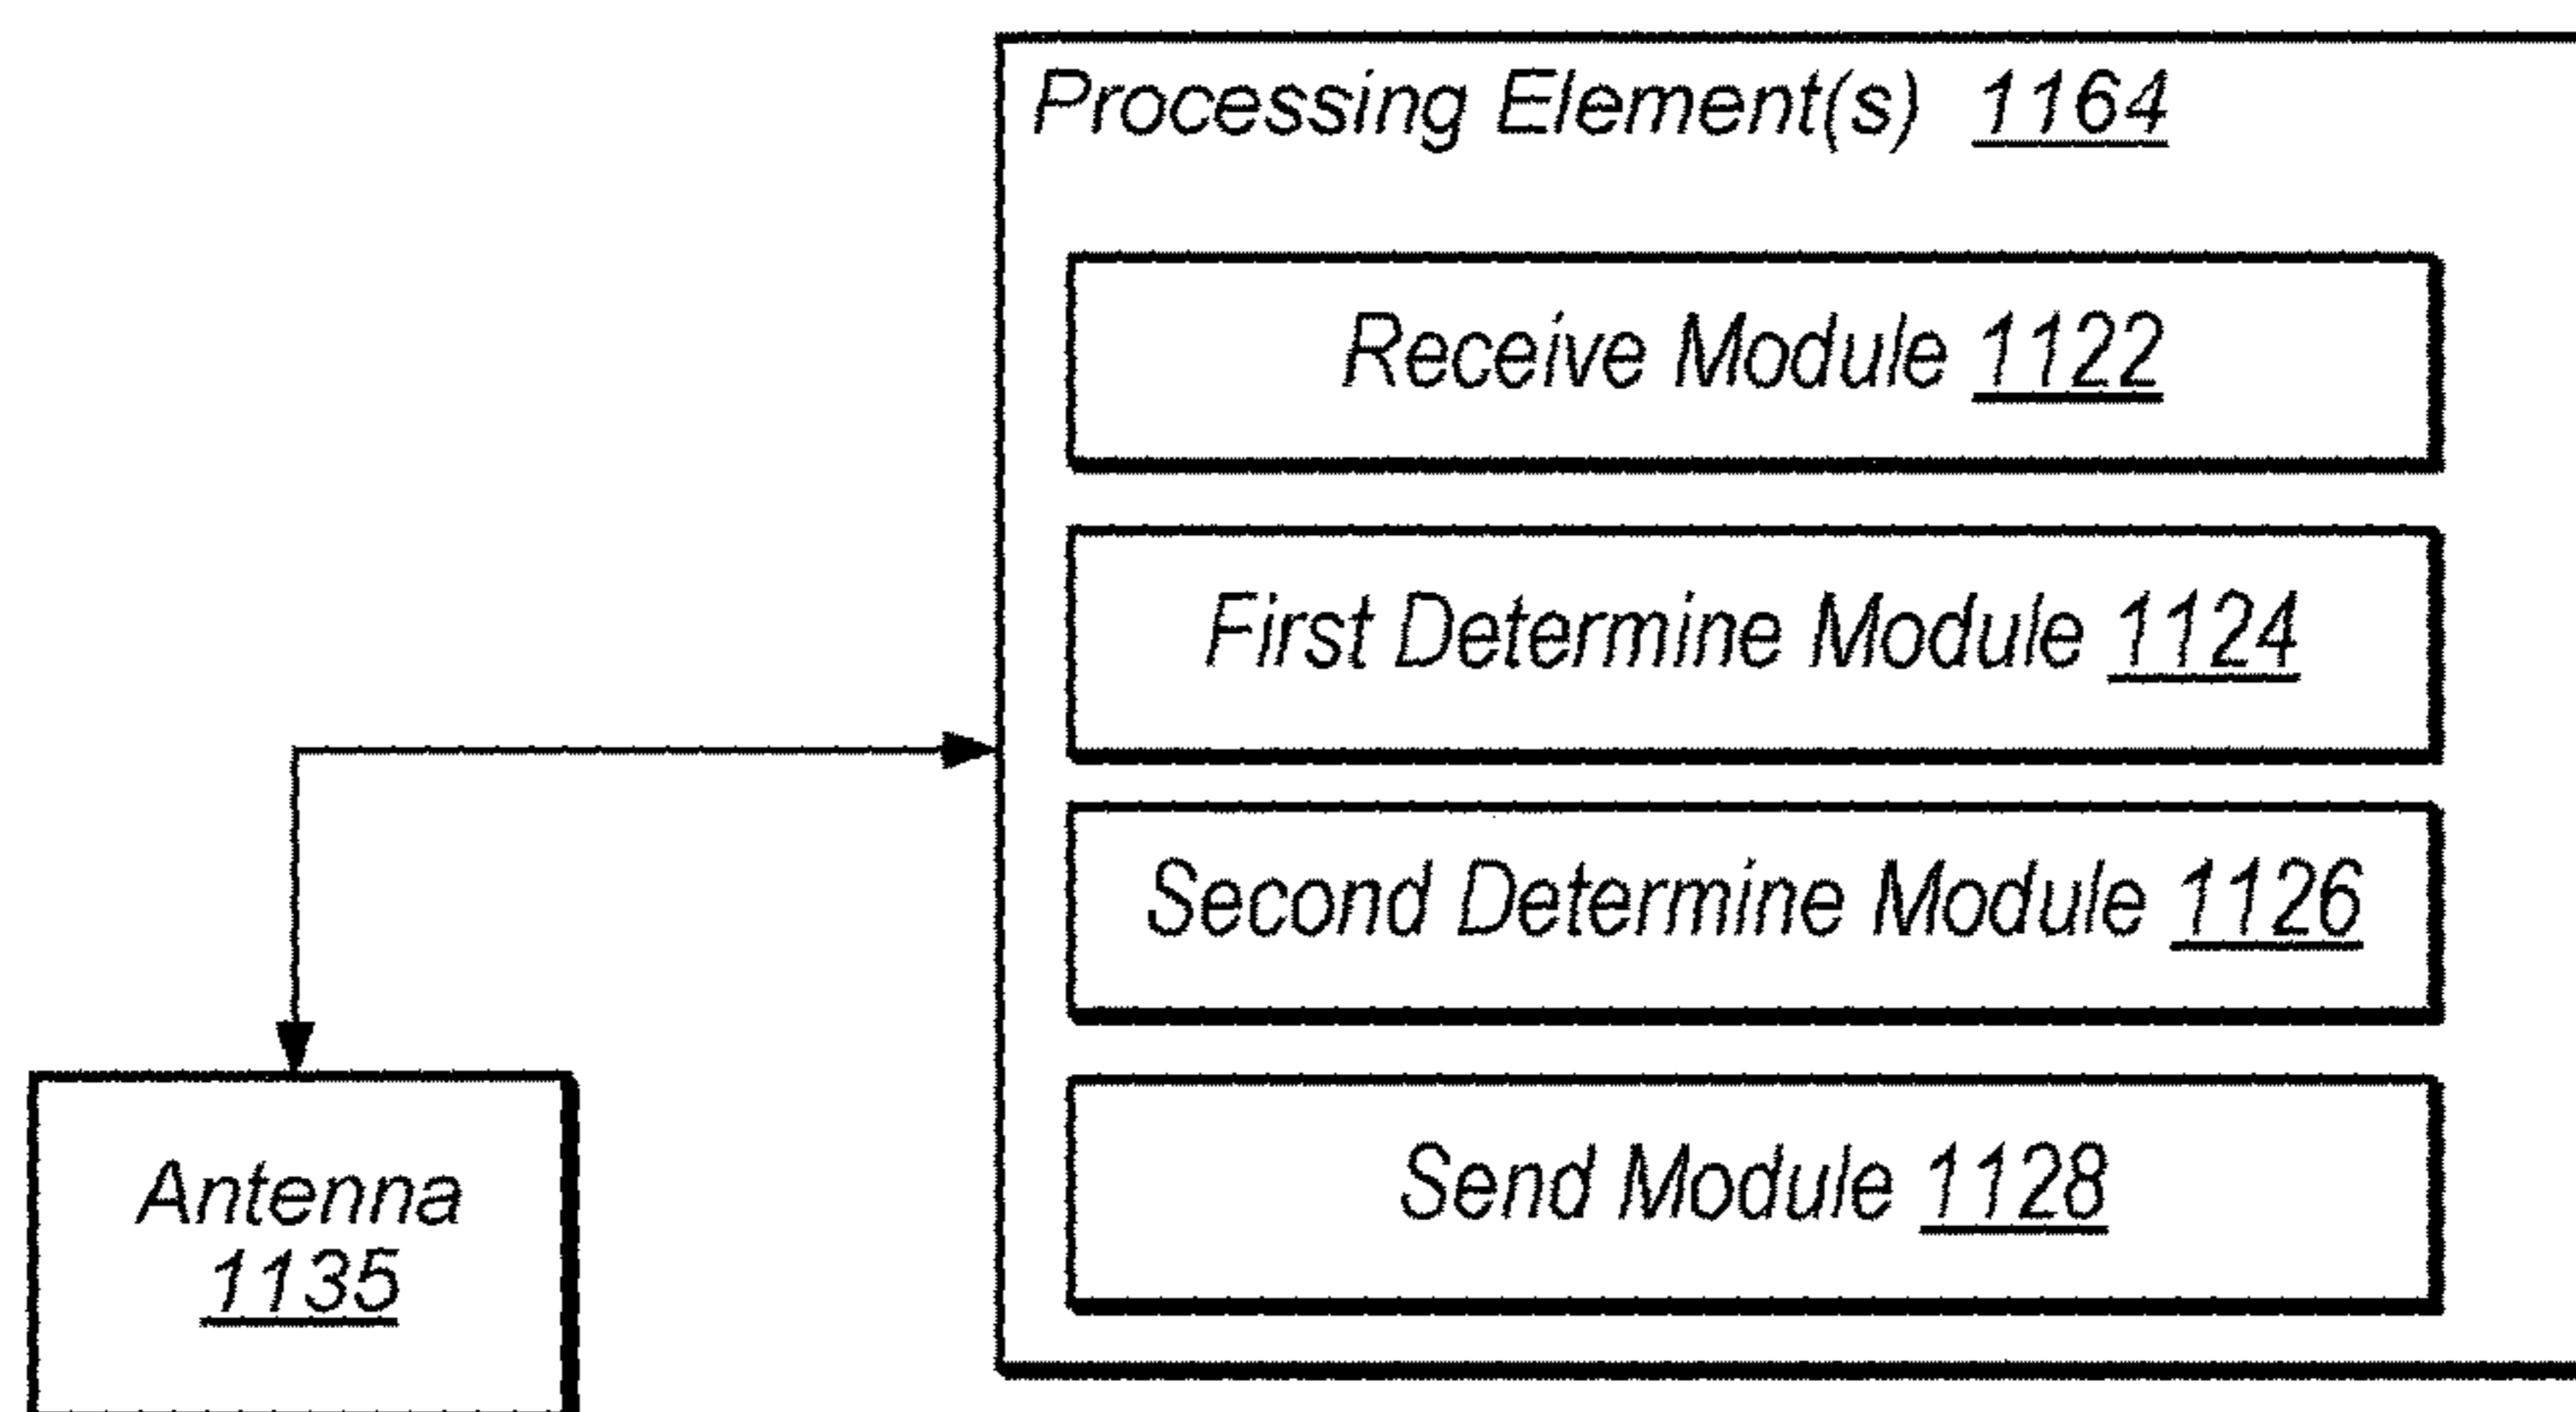 Processing Element(s) 1164
Receive Module 1122
First Determine Module 1124
Second Determine Module 1126
Send Module 1128
Antenna
1135